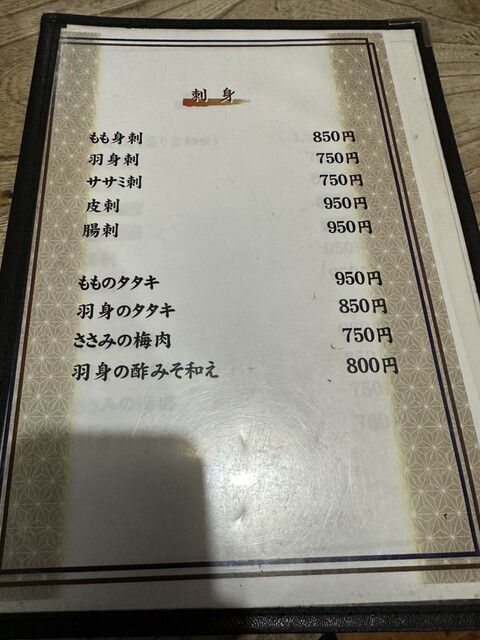 刺身
もも身刺 850円
羽身刺 750円
ササミ刺 750円
皮刺 950円
腸刺 950円
もものタタキ 950円
羽身のタタキ 850円
ささみの梅肉 750円
羽身の酢みそ和え 800円